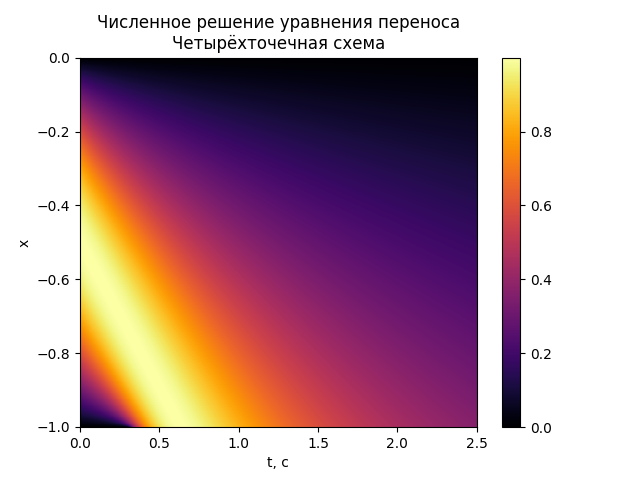 Численное решение уравнения переноса
Четырёхточечная схема
0.0
−0.2
−0.4
−0.6
−0.8
−1.0
x
0.0 0.5 1.0 1.5 2.0 2.5
t, c
0.8
0.6
0.4
0.2
0.0